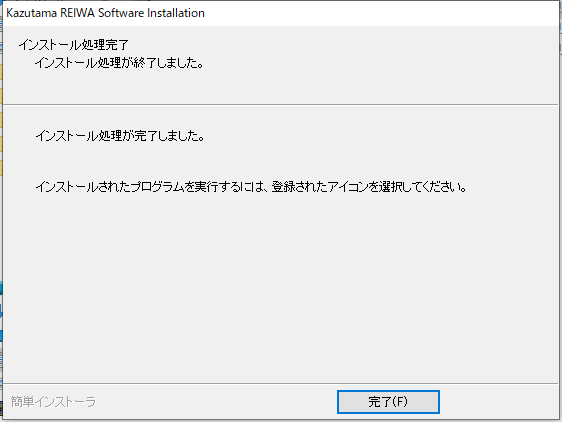 Kazutama REIWA Software Installation
インストール処理完了
インストール処理が終了しました。
インストール処理が完了しました。
インストールされたプログラムを実行するには、登録されたアイコンを選択してください。
簡単インストーラ
完了(F)